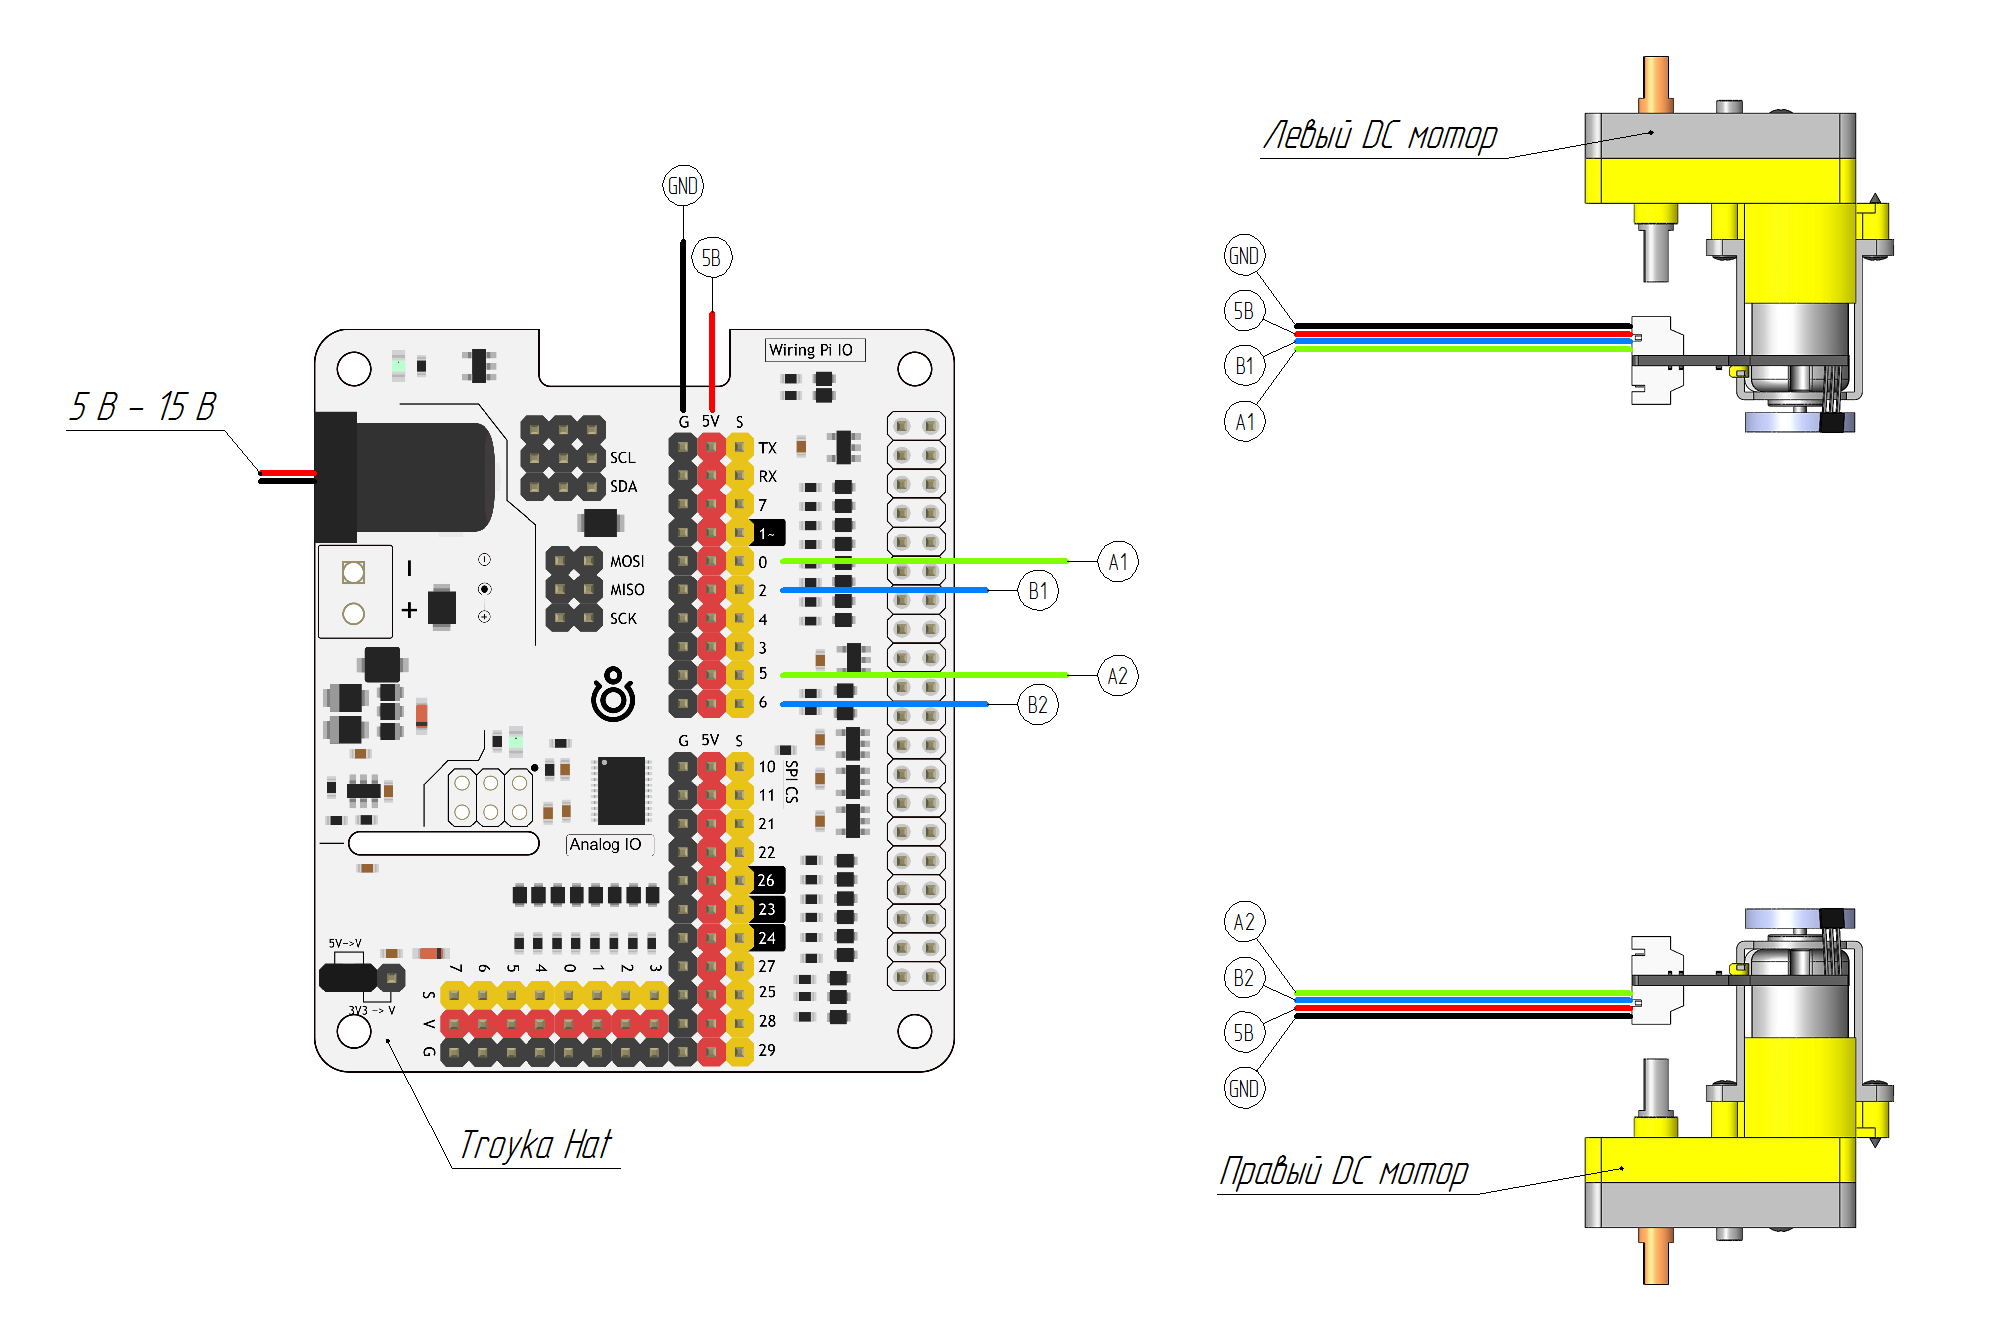 Левый DC мотор
GND
5В
GND
5В
B1
A1
Wiring Pi IO
5 В – 15 В
G 5V S
TX
SCL
RX
SDA
7
1~
MOSI
0
A1
MISO
2
B1
SCK
4
3
5
A2
6
B2
–
+
G 5V S
10
11
SPI CS
21
Analog IO
22
26
23
24
27
25
28
29
5V->V
3V3 -> V
7 6 5 4 0 1 2 3
S
V
G
Troyka Hat
A2
B2
5В
GND
Правый DC мотор